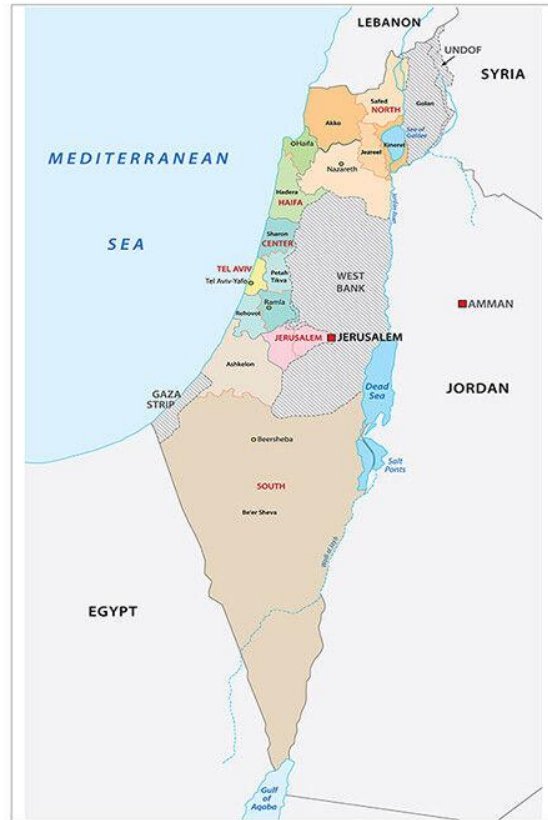 LEBANON
UNDOF
SYRIA
Safed
NORTH
Golan
Akko
See of
Galilee
Haifa
Jezreel
Kinneret
Nazareth
MEDITERRANEAN
Hadera
HAIFA
SEA
Sharon
CENTER
TEL AVIV
Petah
Tikva
Tel Aviv-Yafo
WEST
BANK
Ramla
AMMAN
Rehovot
JERUSALEM
JERUSALEM
Ashkelon
Dead
Sea
JORDAN
GAZA
STRIP
Beersheba
Salt
SOUTH
Be'er Sheva
EGYPT
Gulf
of
Aqaba